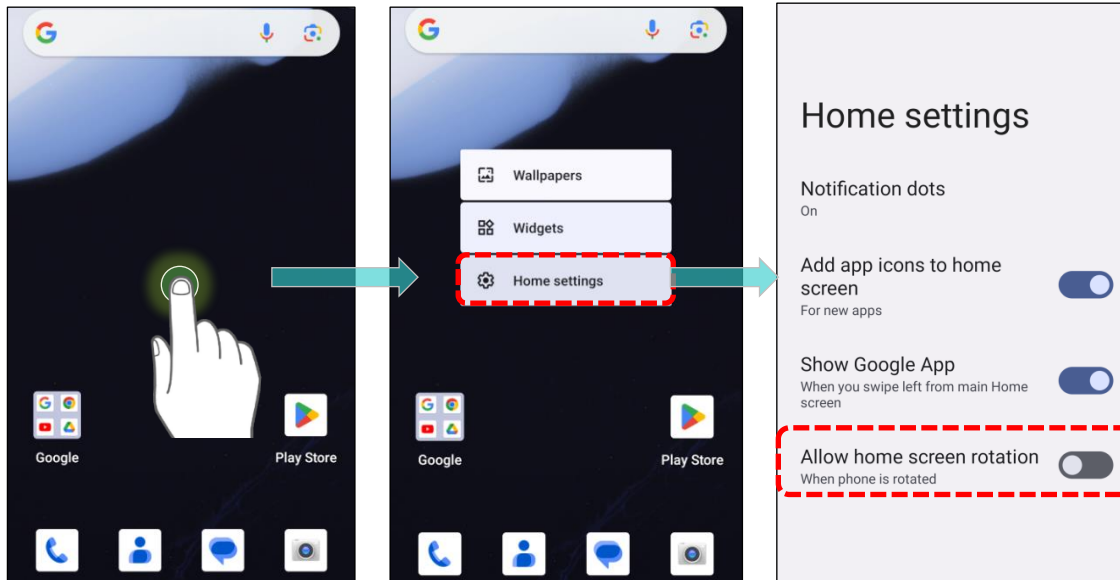 Google
Play Store
Wallpapers
Widgets
Home settings
Google
Play Store
Home settings
Notification dots
On
Add app icons to home
screen
For new apps
Show Google App
When you swipe left from main Home
screen
Allow home screen rotation
When phone is rotated